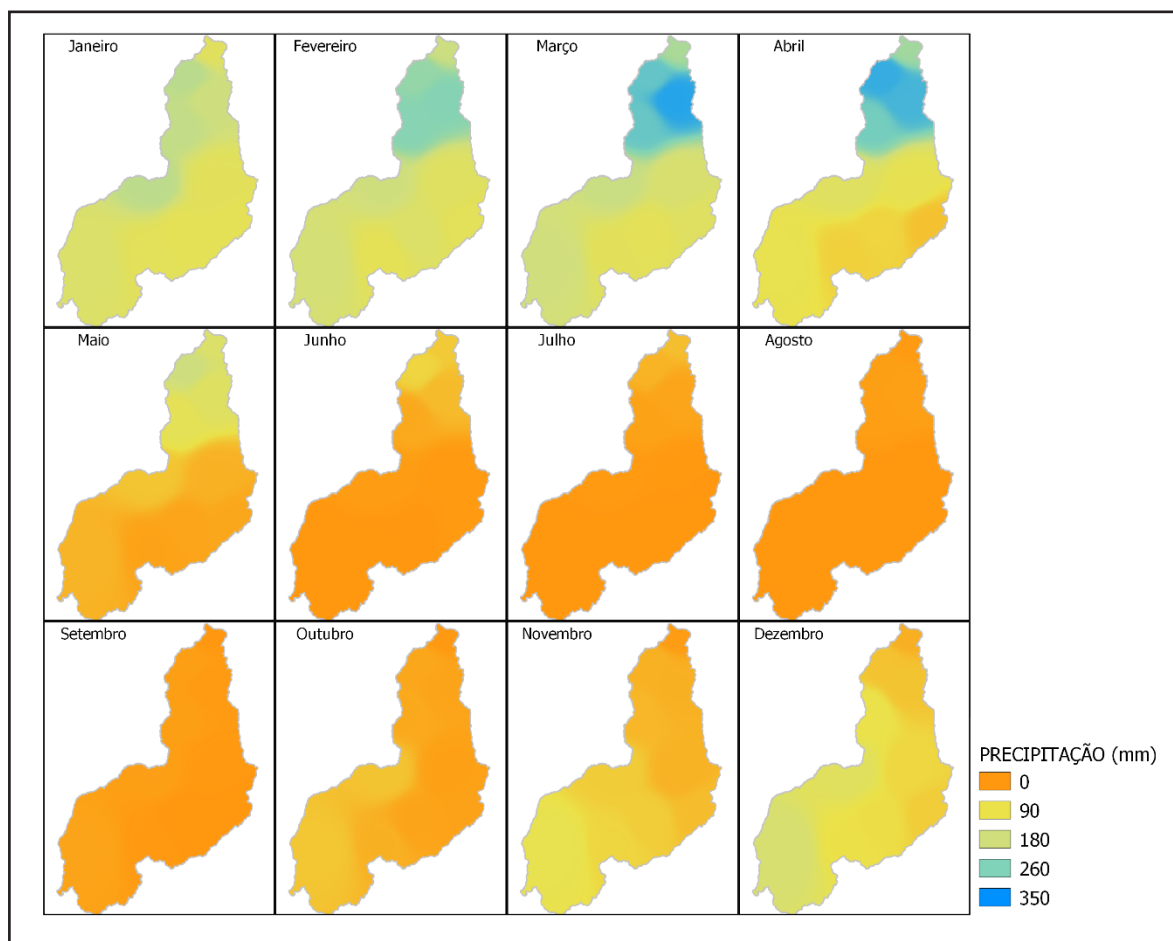 Janeiro
Fevereiro
Março
Abril
Maio
Junho
Julho
Agosto
Setembro
Outubro
Novembro
Dezembro
PRECIPITAÇÃO (mm)
0
90
180
260
350